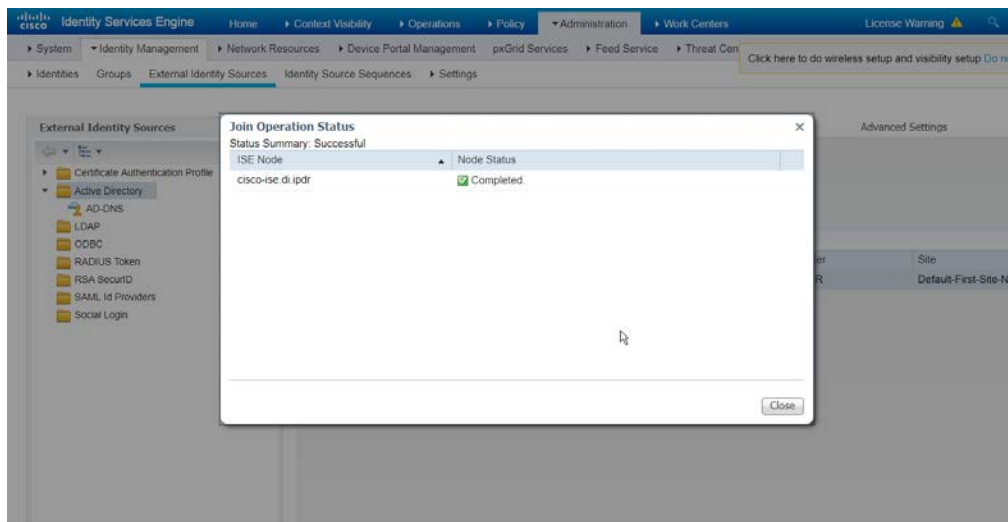 cisco Identity Services Engine Home Context Visibility Operations Policy Administration Work Centers License Warning
System Identity Management Network Resources Device Portal Management pxGrid Services Feed Service Threat Cen
Click here to do wireless setup and visibility setup Do n
Identities Groups External Identity Sources Identity Source Sequences Settings
External Identity Sources
Certificate Authentication Profile
Active Directory
AD-DNS
LDAP
ODBC
RADIUS Token
RSA SecurID
SAML Id Providers
Social Login
Join Operation Status
Status Summary: Successful
ISE Node Node Status
cisco-ise.di.ipdr Completed.
Close
Advanced Settings
er Site
R Default-First-Site-N